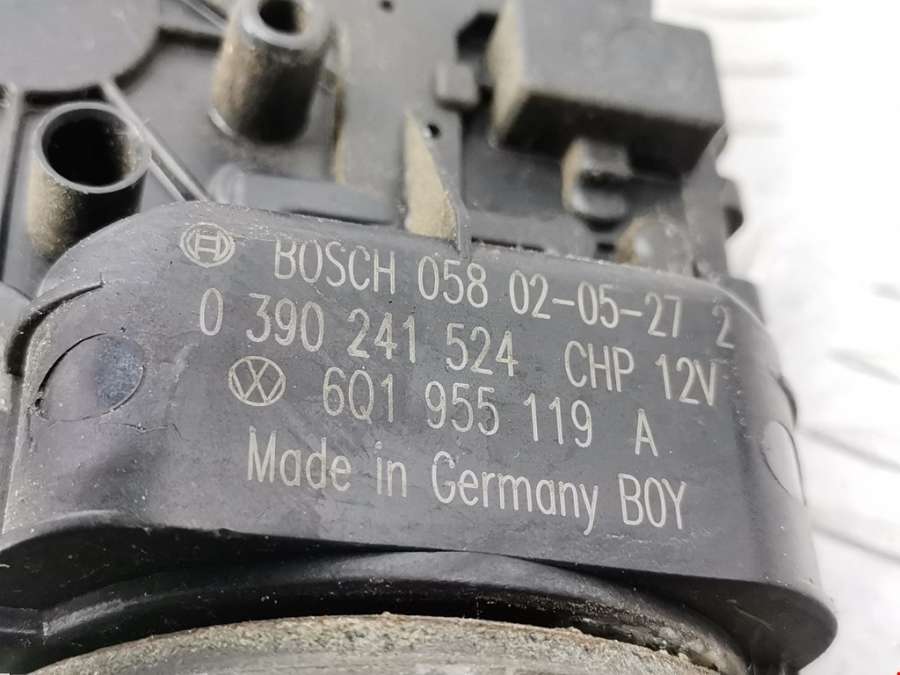 BOSCH 058 02-05-27 2
0 390 241 524 CHP 12V
6Q1 955 119 A
Made in Germany BOY